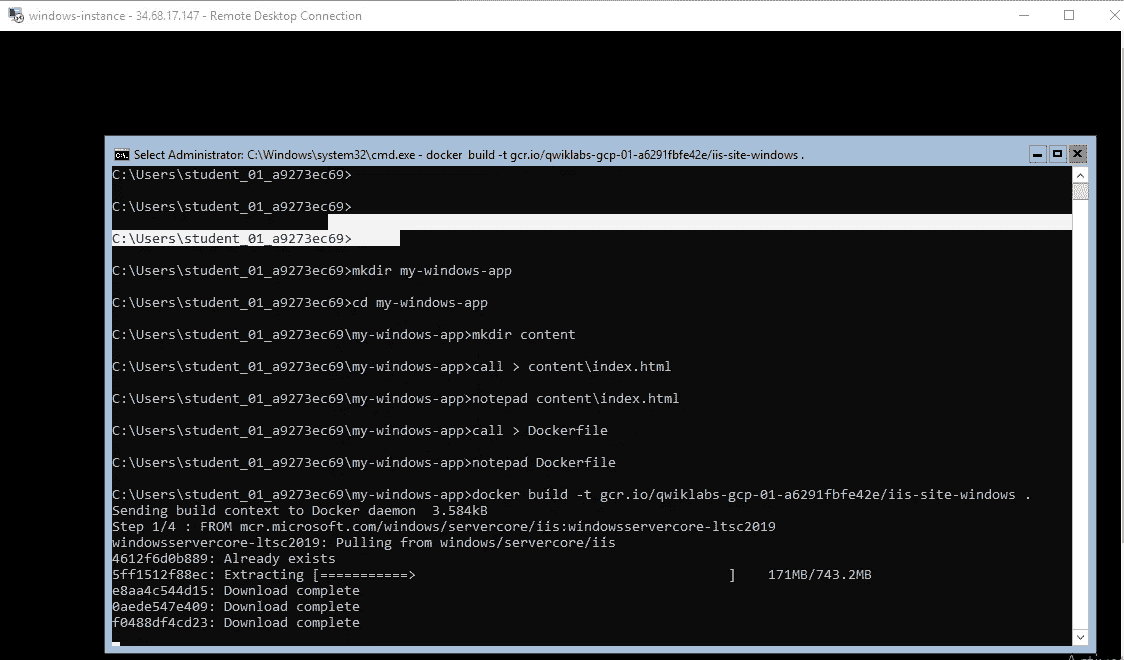 windows-instance - 34.68.17.147 - Remote Desktop Connection
Select Administrator: C:\Windows\system32\cmd.exe - docker build -t gcr.io/qwiklabs-gcp-01-a6291fbfe42e/iis-site-windows .
C:\Users\student_01_a9273ec69>
C:\Users\student_01_a9273ec69>
C:\Users\student_01_a9273ec69>
C:\Users\student_01_a9273ec69>mkdir my-windows-app
C:\Users\student_01_a9273ec69>cd my-windows-app
C:\Users\student_01_a9273ec69\my-windows-app>mkdir content
C:\Users\student_01_a9273ec69\my-windows-app>call > content\index.html
C:\Users\student_01_a9273ec69\my-windows-app>notepad content\index.html
C:\Users\student_01_a9273ec69\my-windows-app>call > Dockerfile
C:\Users\student_01_a9273ec69\my-windows-app>notepad Dockerfile
C:\Users\student_01_a9273ec69\my-windows-app>docker build -t gcr.io/qwiklabs-gcp-01-a6291fbfe42e/iis-site-windows .
Sending build context to Docker daemon  3.584kB
Step 1/4 : FROM mcr.microsoft.com/windows/servercore/iis:windowsservercore-ltsc2019
windowsservercore-ltsc2019: Pulling from windows/servercore/iis
4612f6d0b889: Already exists
5ff1512f88ec: Extracting [===========>                                       ]    171MB/743.2MB
e8aa4c544d15: Download complete
0aede547e409: Download complete
f0488df4cd23: Download complete